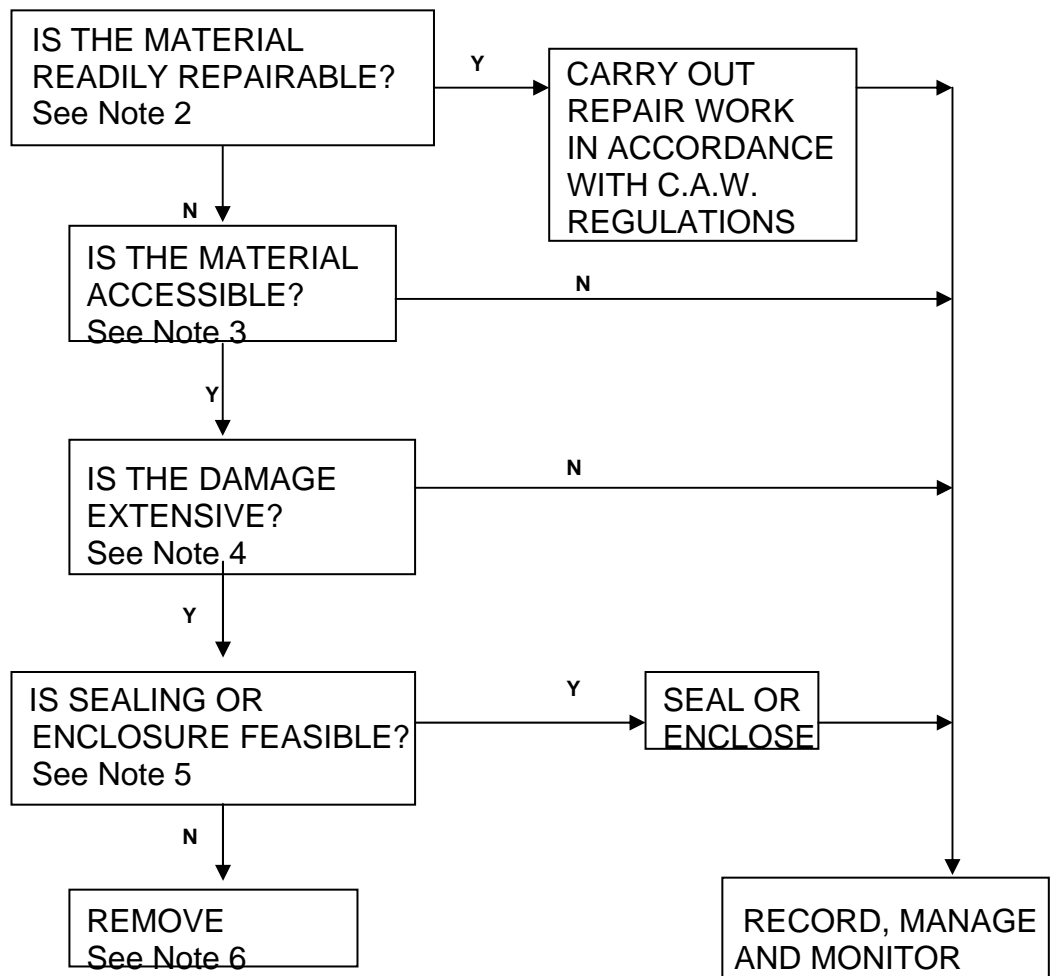 IS THE MATERIAL
READILY REPAIRABLE?
See Note 2
Y
CARRY OUT
REPAIR WORK
IN ACCORDANCE
WITH C.A.W.
REGULATIONS
N
IS THE MATERIAL
ACCESSIBLE?
See Note 3
N
Y
IS THE DAMAGE
EXTENSIVE?
See Note 4
N
Y
IS SEALING OR
ENCLOSURE FEASIBLE?
See Note 5
Y
SEAL OR
ENCLOSE
N
REMOVE
See Note 6
RECORD, MANAGE
AND MONITOR